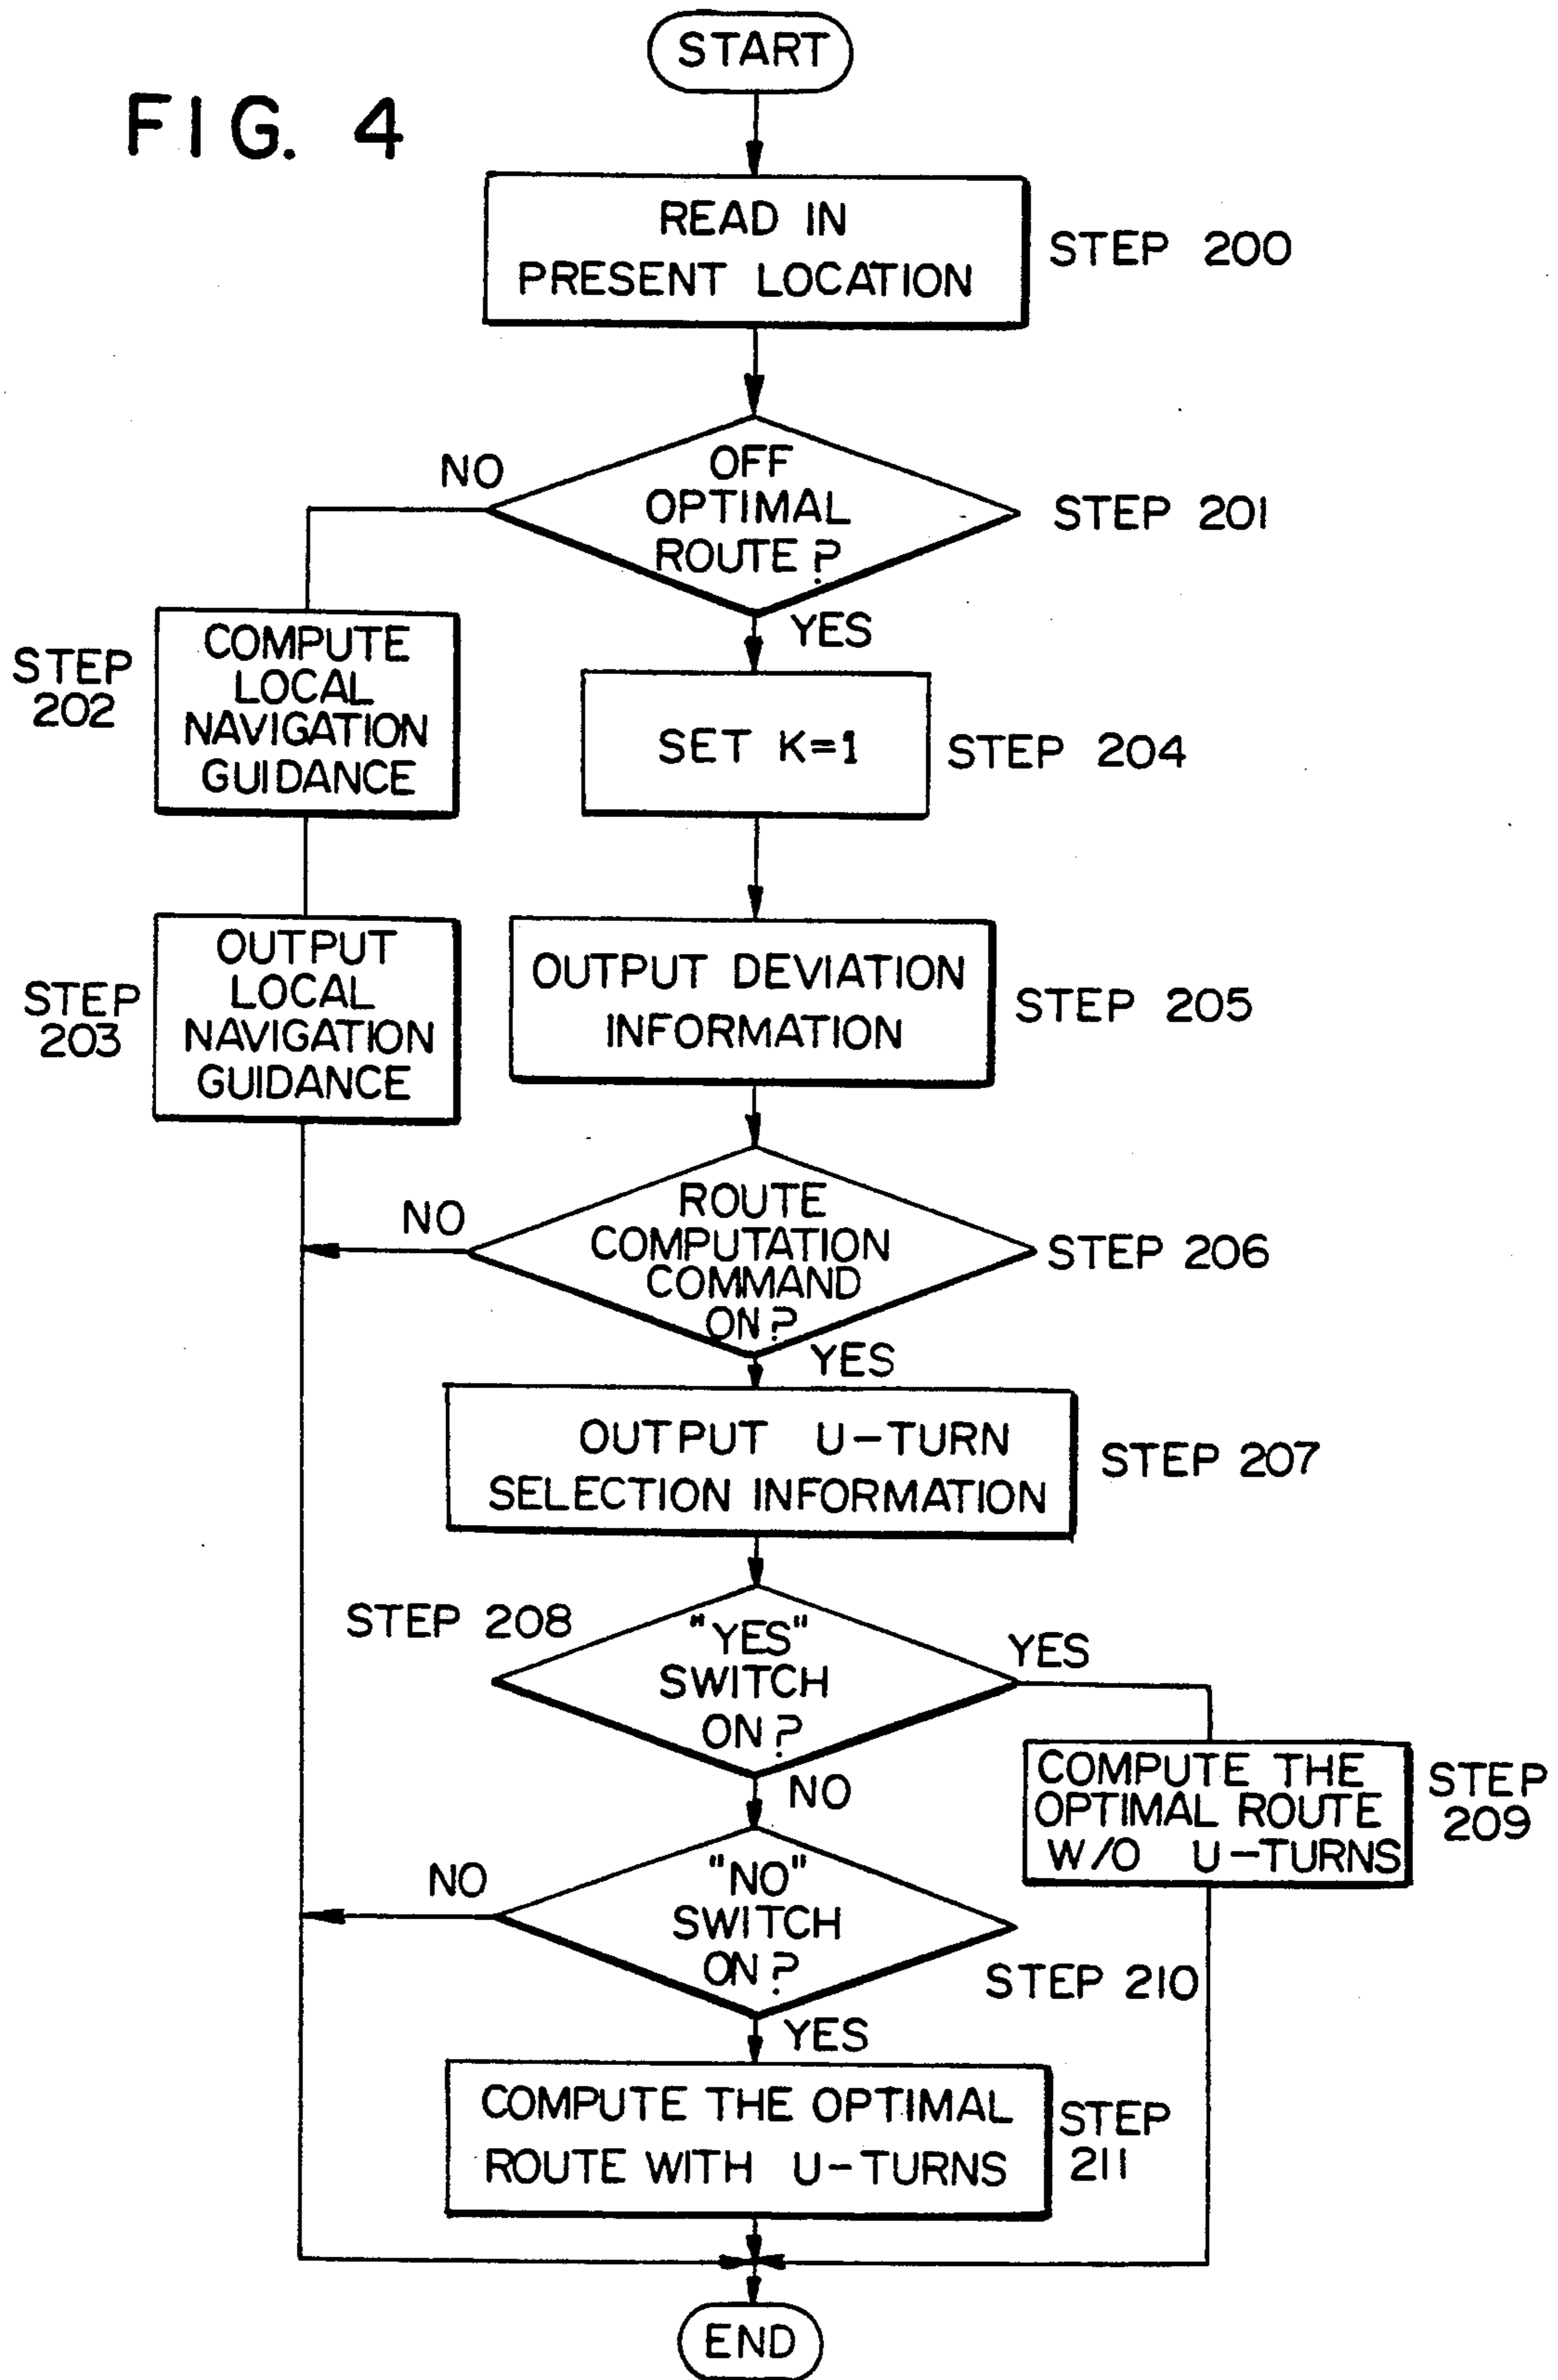 START
FIG. 4
READ IN
PRESENT LOCATION
STEP 200
OFF
OPTIMAL
ROUTE?
STEP 201
NO
YES
COMPUTE
LOCAL
NAVIGATION
GUIDANCE
STEP
202
SET K=1
STEP 204
OUTPUT
LOCAL
NAVIGATION
GUIDANCE
STEP
203
OUTPUT DEVIATION
INFORMATION
STEP 205
ROUTE
COMPUTATION
COMMAND
ON?
STEP 206
NO
YES
OUTPUT U-TURN
SELECTION INFORMATION
STEP 207
STEP 208
"YES"
SWITCH
ON?
YES
NO
COMPUTE THE
OPTIMAL ROUTE
W/O U-TURNS
STEP
209
"NO"
SWITCH
ON?
NO
STEP 210
YES
COMPUTE THE OPTIMAL
ROUTE WITH U-TURNS
STEP
211
END